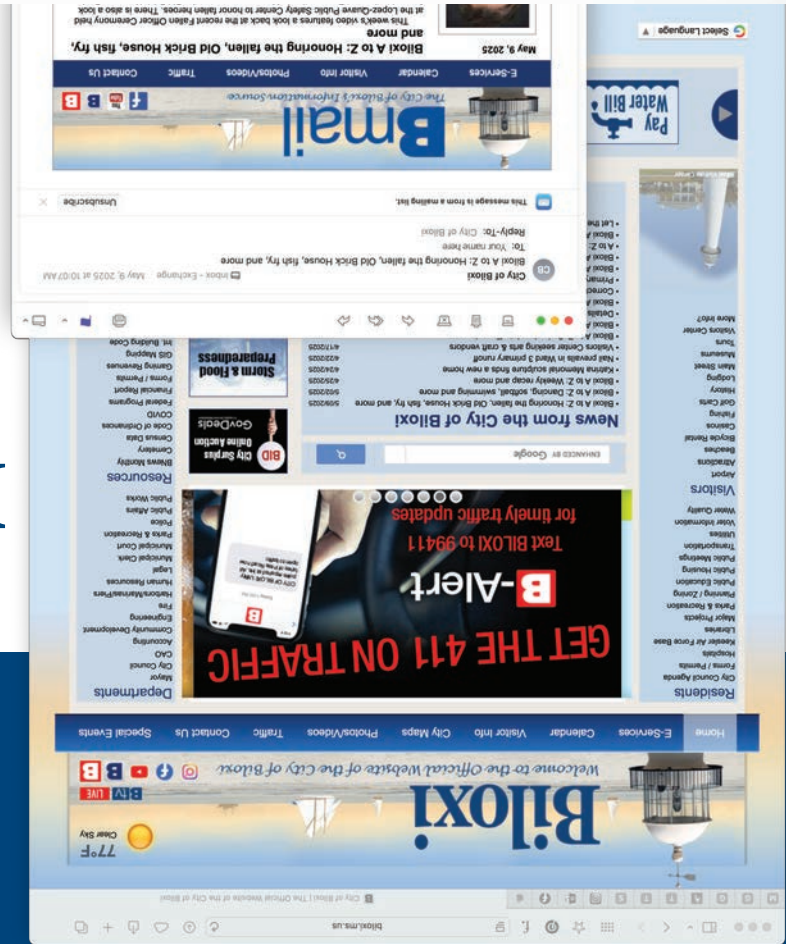 biloxi.ms.us
City of Biloxi | The Official Website of the City of Biloxi
Biloxi
Welcome to the Official Website of the City of Biloxi
77°F
Clear Sky
Btv LIVE
Home E-Services Calendar Visitor Info City Maps Photos/Videos Traffic Contact Us Special Events
Residents
City Council Agenda
Forms / Permits
Hospitals
Keesler Air Force Base
Libraries
Major Projects
Parks & Recreation
Planning / Zoning
Public Education
Public Housing
Public Meetings
Transportation
Utilities
Voter Information
Water Quality
Visitors
Airport
Attractions
Beaches
Bicycle Rental
Casinos
Fishing
Golf Carts
History
Lodging
Main Street
Museums
Tours
Visitors Center
More Info?
GET THE 411 ON TRAFFIC
B-Alert
Text BILOXI to 99411
for timely traffic updates
ENHANCED BY Google
News from the City of Biloxi
• Biloxi A to Z: Honoring the fallen, Old Brick House, fish fry, and more 5/09/2025
• Biloxi A to Z: Dancing, softball, swimming and more 5/02/2025
• Biloxi A to Z: Weekly recap and more 4/25/2025
• Katrina Memorial sculpture finds a new home 4/24/2025
• Nail prevails in Ward 3 primary runoff 4/22/2025
• Visitors Center seeking arts & craft vendors 4/17/2025
• Biloxi A
• Details
• Biloxi A
• Correct
• Primary
• Biloxi A
• Biloxi A
• A to Z:
• Biloxi A
• Let the
Departments
Mayor
City Council
CAO
Accounting
Community Development
Engineering
Fire
Harbors/Marinas/Piers
Human Resources
Legal
Municipal Clerk
Municipal Court
Parks & Recreation
Police
Public Affairs
Public Works
Resources
BNews Monthly
Cemetery
Census Data
Code of Ordinances
COVID
Federal Programs
Financial Report
Forms / Permits
Gaming Revenues
GIS Mapping
Int. Building Code
BID City Surplus
Online Auction
GovDeals
Storm & Flood
Preparedness
Pay
Water Bill
Select Language
City of Biloxi
Inbox - Exchange May 9, 2025 at 10:07 AM
CB
Biloxi A to Z: Honoring the fallen, Old Brick House, fish fry, and more
To: Your name here
Reply-To: City of Biloxi
This message is from a mailing list.
Unsubscribe
Bmail
The City of Biloxi's Information Source
E-Services Calendar Visitor Info Photos/Videos Traffic Contact Us
May 9, 2025
Biloxi A to Z: Honoring the fallen, Old Brick House, fish fry,
and more
This week's video features a look back at the recent Fallen Officer Ceremony held
at the Lopez-Quave Public Safety Center to honor fallen heroes. There is also a look